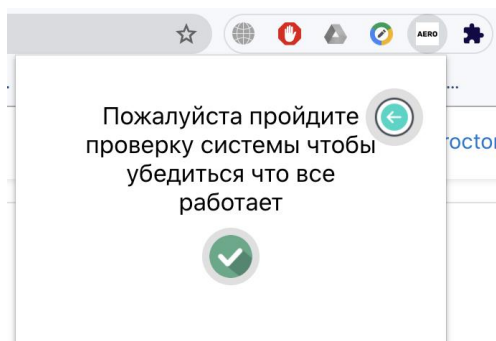 AERO
...
Пожалуйста пройдите
проверку системы чтобы
убедиться что все
работает